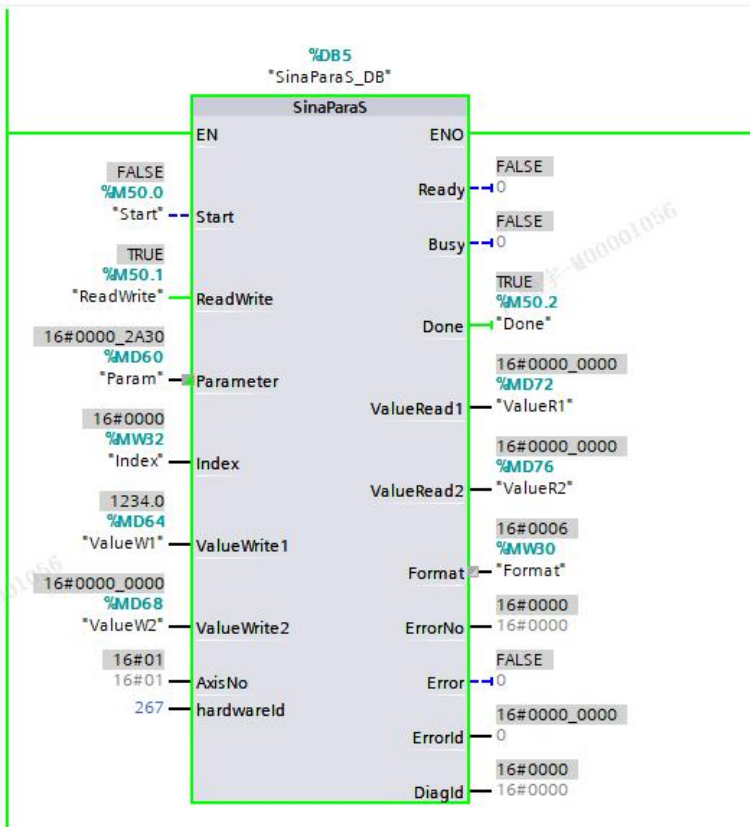 %DB5
"SinaParaS_DB"
SinaParaS
EN
ENO
FALSE
%M50.0
"Start"
Start
TRUE
%M50.1
"ReadWrite"
ReadWrite
16#0000_2A30
%MD60
"Param"
Parameter
16#0000
%MW32
"Index"
Index
1234.0
%MD64
"ValueW1"
ValueWrite1
16#0000_0000
%MD68
"ValueW2"
ValueWrite2
16#01
16#01
AxisNo
267
hardwareId
FALSE
Ready
0
FALSE
Busy
0
TRUE
%M50.2
Done
"Done"
16#0000_0000
%MD72
ValueRead1
"ValueR1"
16#0000_0000
%MD76
ValueRead2
"ValueR2"
16#0006
%MW30
Format
"Format"
16#0000
ErrorNo
16#0000
FALSE
Error
0
16#0000_0000
ErrorId
0
16#0000
DiagId
16#0000
字-M00001056
001056